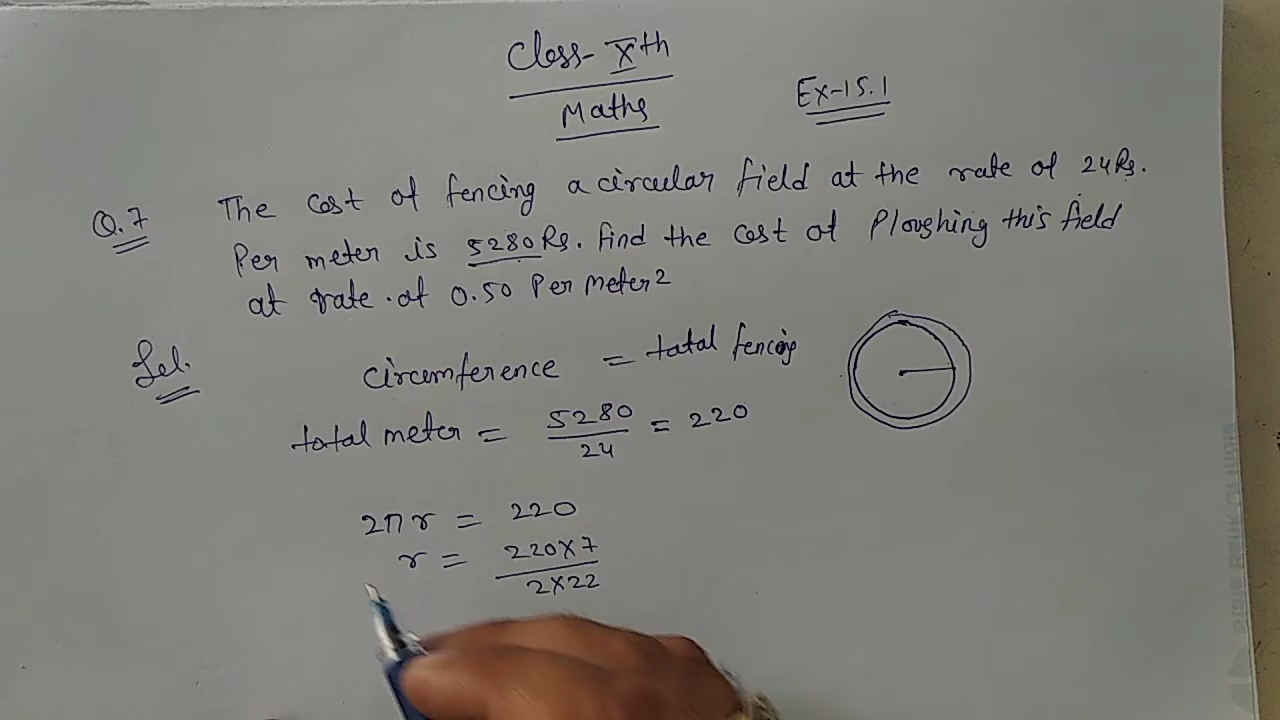 Class-Xth
Maths
Ex-15.1
Q.7 The cost of fencing a circular field at the rate of 24Rs.
Per meter is 5280Rs. find the cost of Ploughing this field
at rate of 0.50 Per meter2
Sol.
circumference = total fencing
total meter = 5280/24 = 220
2πr = 220
r = 220×7/2×22